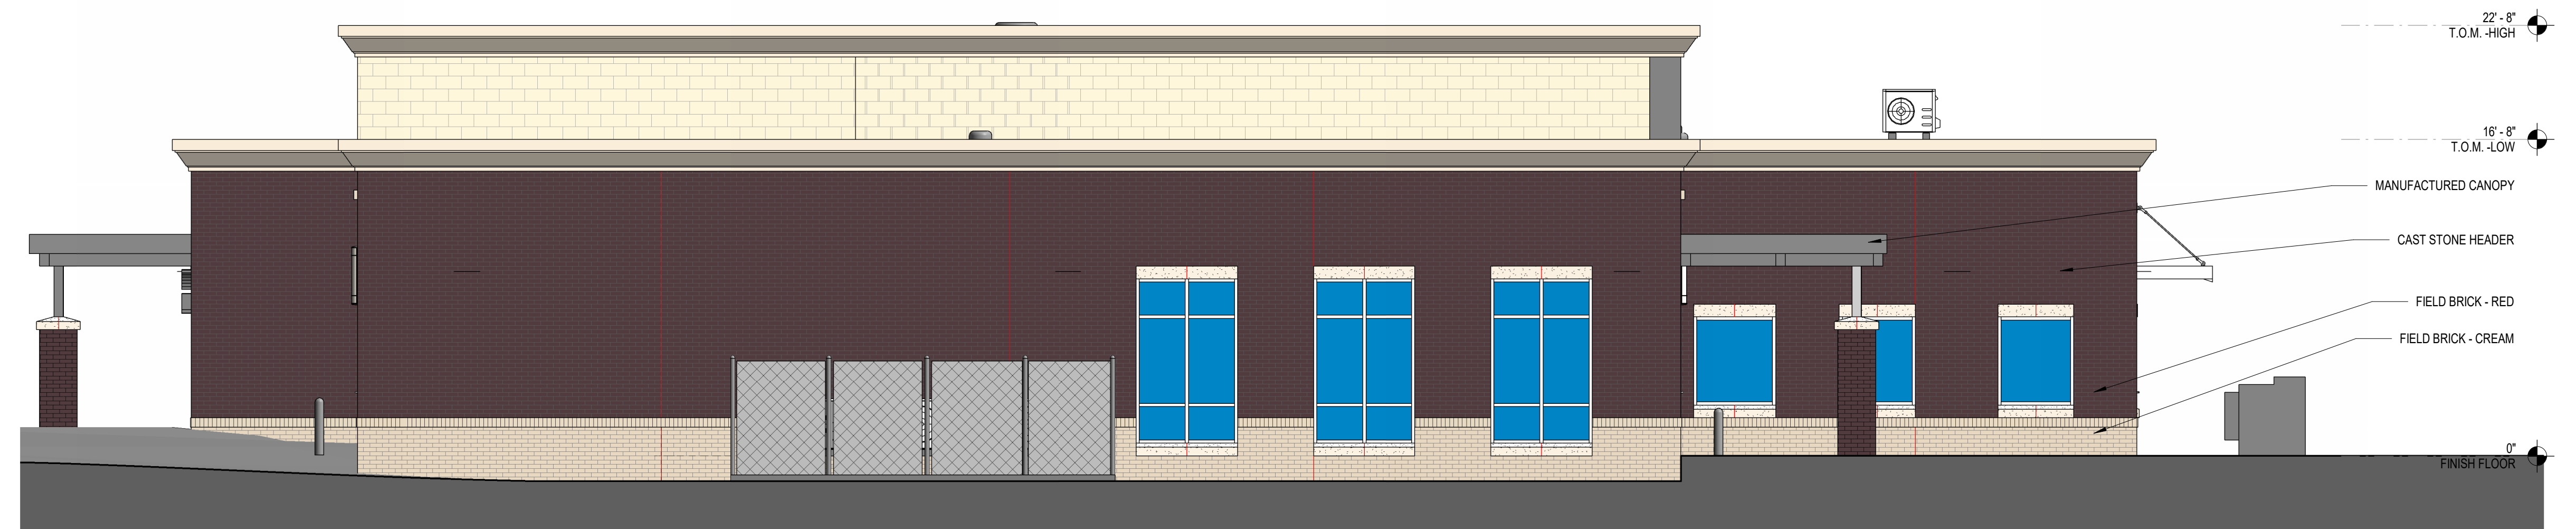 22' - 8"
T.O.M. -HIGH
16' - 8"
T.O.M. -LOW
MANUFACTURED CANOPY
CAST STONE HEADER
FIELD BRICK - RED
FIELD BRICK - CREAM
0"
FINISH FLOOR